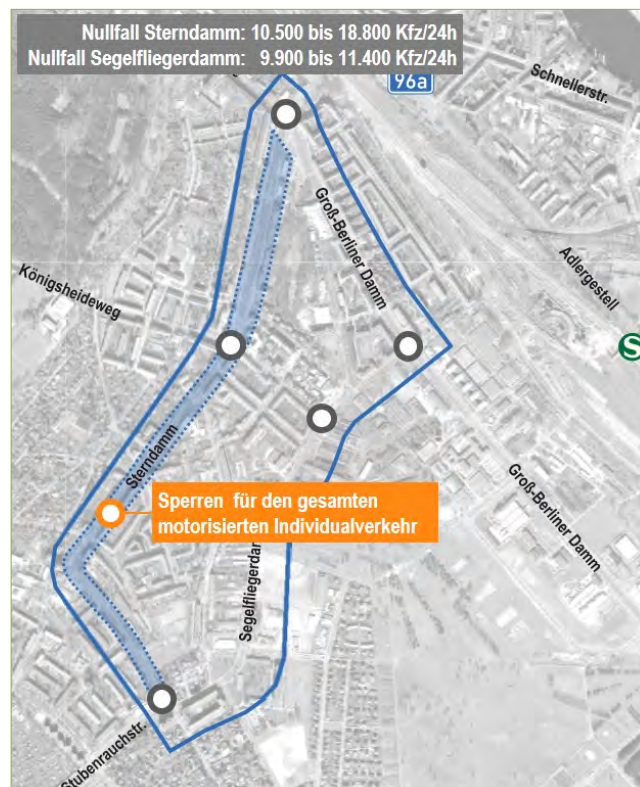 Nullfall Sterndamm: 10.500 bis 18.800 Kfz/24h
Nullfall Segelfliegerdamm: 9.900 bis 11.400 Kfz/24h
96a
Schnellerstr.
Groß-Berliner Damm
Adlergestell
Königsheideweg
S
Sterndamm
Sperren für den gesamten
motorisierten Individualverkehr
Groß-Berliner Damm
Segelfliegerdar
Stubenrauchstr.